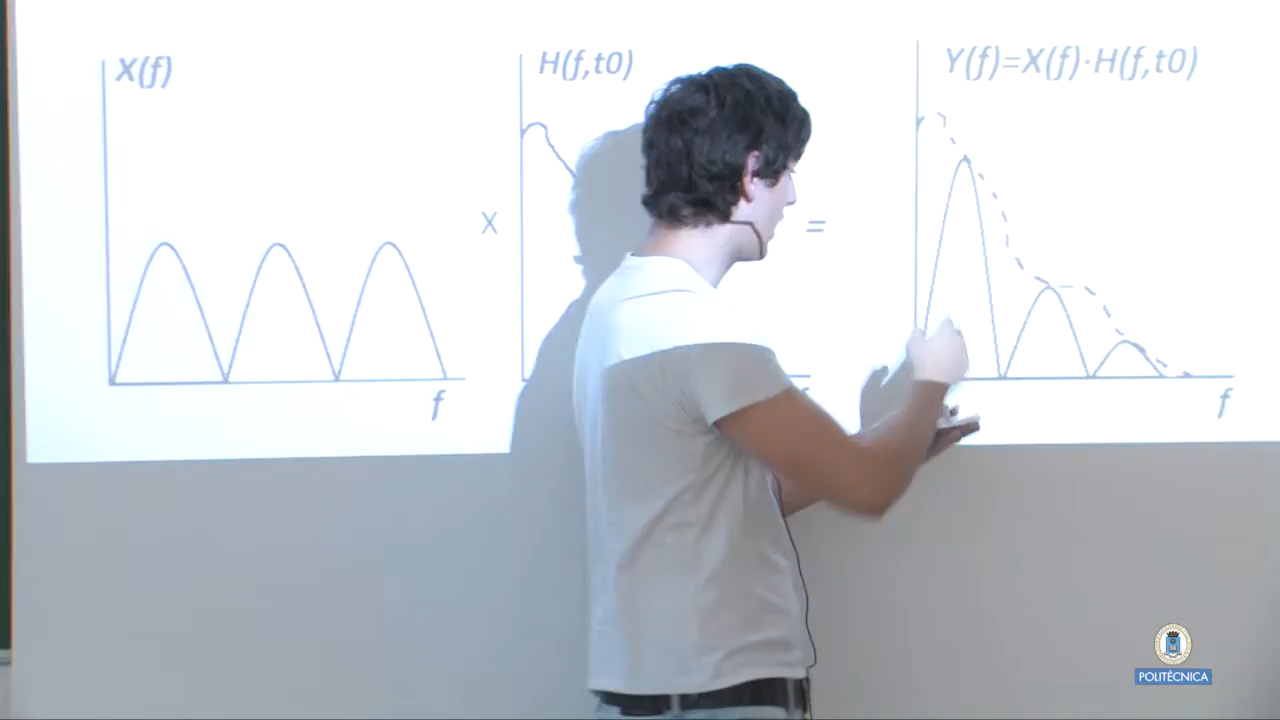 X(f)
H(f,t0)
Y(f)=X(f)·H(f,t0)
X
=
f
f
POLITÉCNICA